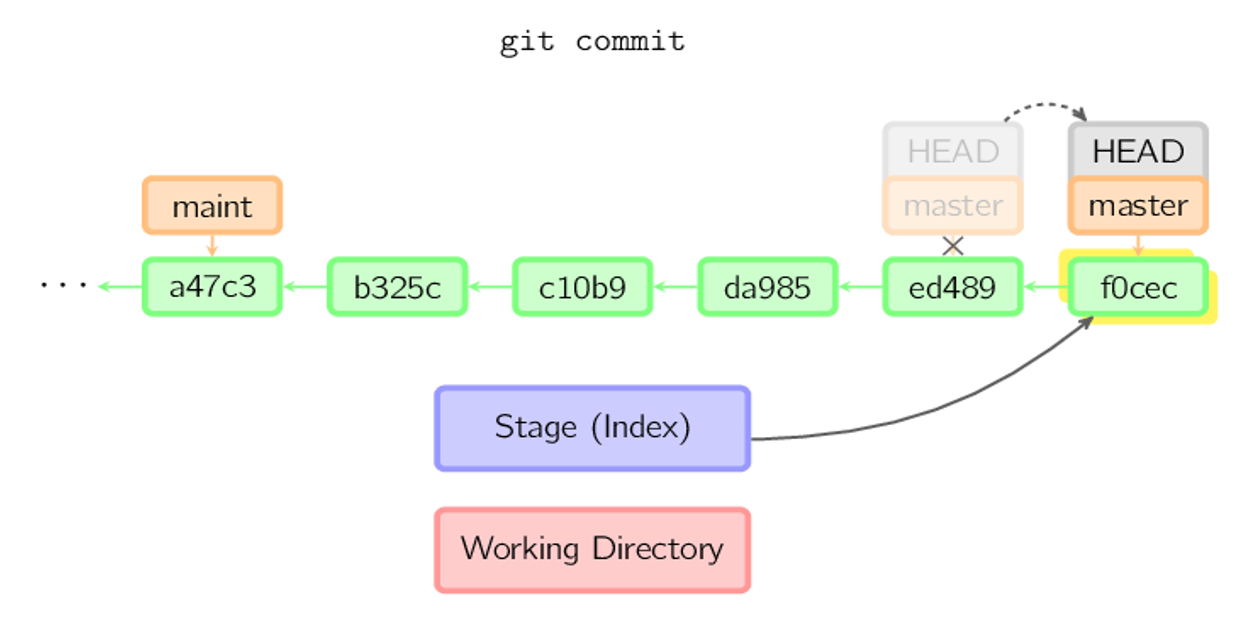 git commit
HEAD HEAD
maint master master
··· a47c3 b325c c10b9 da985 ed489 f0cec
Stage (Index)
Working Directory